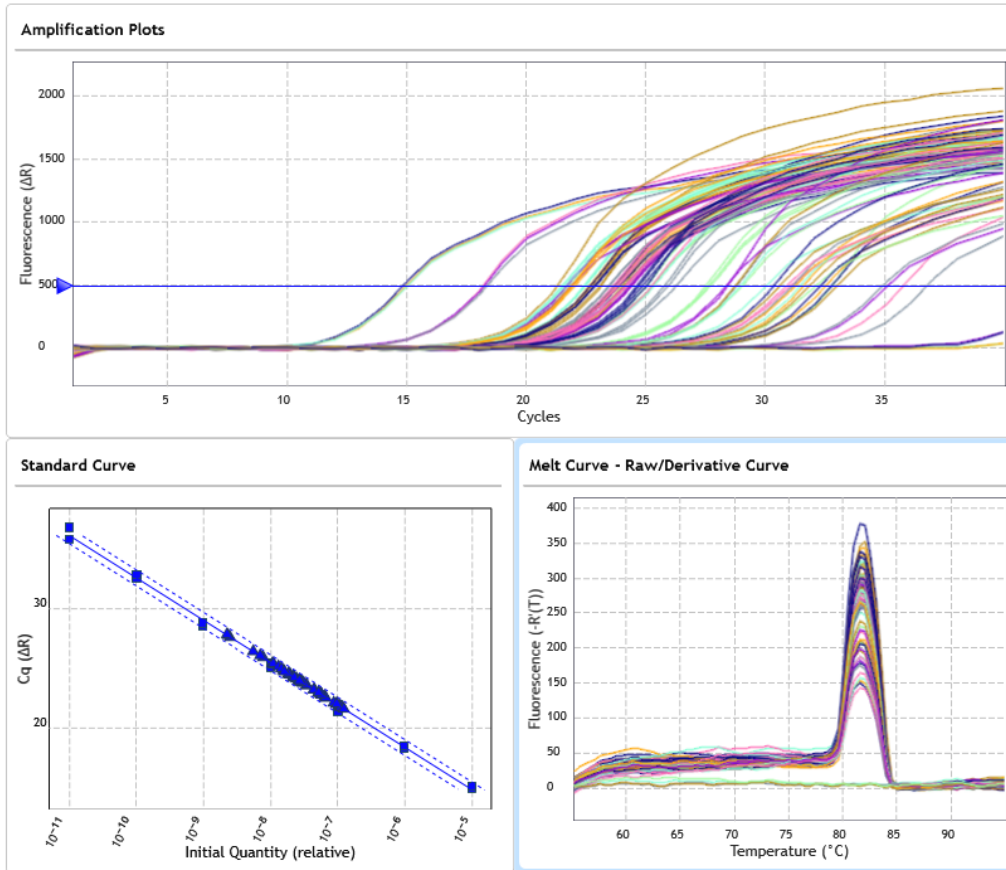 Amplification Plots
Fluorescence (ΔR)
2000
1500
1000
500
0
5 10 15 20 25 30 35
Cycles
Standard Curve
Cq (ΔR)
30
20
10^-11 10^-10 10^-9 10^-8 10^-7 10^-6 10^-5
Initial Quantity (relative)
Melt Curve - Raw/Derivative Curve
Fluorescence (-R'(T))
400
350
300
250
200
150
100
50
0
60 65 70 75 80 85 90
Temperature (°C)